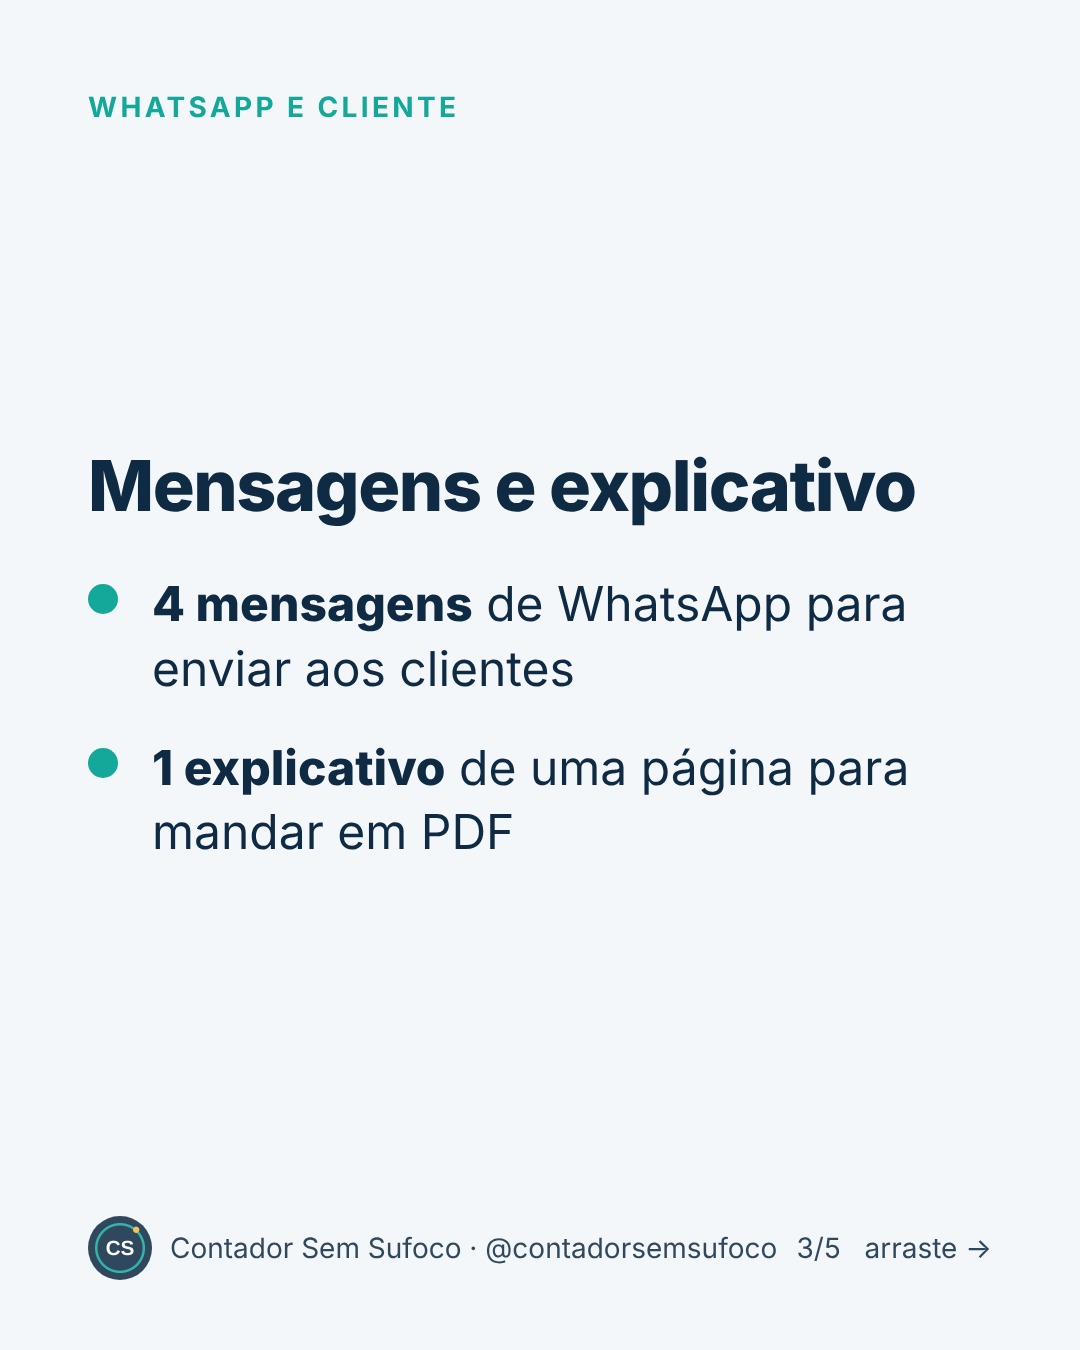 WHATSAPP E CLIENTE
Mensagens e explicativo
4 mensagens de WhatsApp para
enviar aos clientes
1 explicativo de uma página para
mandar em PDF
CS Contador Sem Sufoco · @contadorsemsufoco 3/5 arraste →